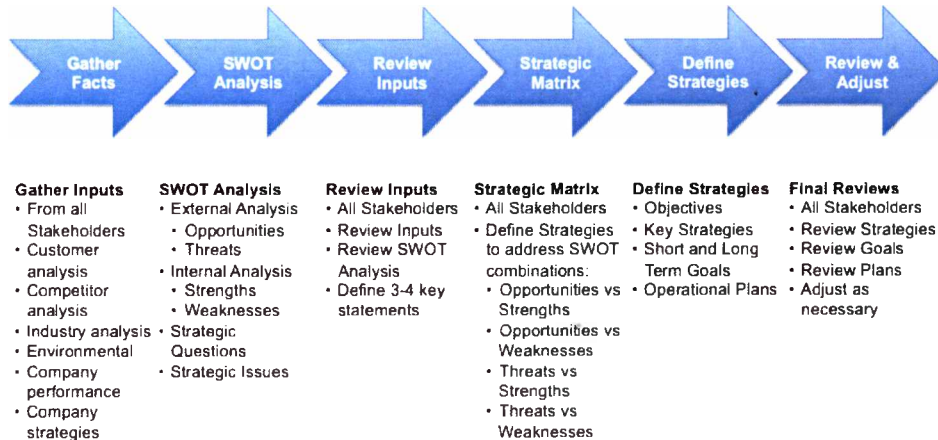 Gather
Facts
SWOT
Analysis
Review
Inputs
Strategic
Matrix
Define
Strategies
Review &
Adjust
Gather Inputs
• From all
Stakeholders
• Customer
analysis
• Competitor
analysis
• Industry analysis
• Environmental
• Company
performance
• Company
strategies
SWOT Analysis
• External Analysis
• Opportunities
• Threats
• Internal Analysis
• Strengths
• Weaknesses
• Strategic
Questions
• Strategic Issues
Review Inputs
• All Stakeholders
• Review Inputs
• Review SWOT
Analysis
• Define 3-4 key
statements
Strategic Matrix
• All Stakeholders
• Define Strategies
to address SWOT
combinations:
• Opportunities vs
Strengths
• Opportunities vs
Weaknesses
• Threats vs
Strengths
• Threats vs
Weaknesses
Define Strategies
• Objectives
• Key Strategies
• Short and Long
Term Goals
• Operational Plans
Final Reviews
• All Stakeholders
• Review Strategies
• Review Goals
• Review Plans
• Adjust as
necessary